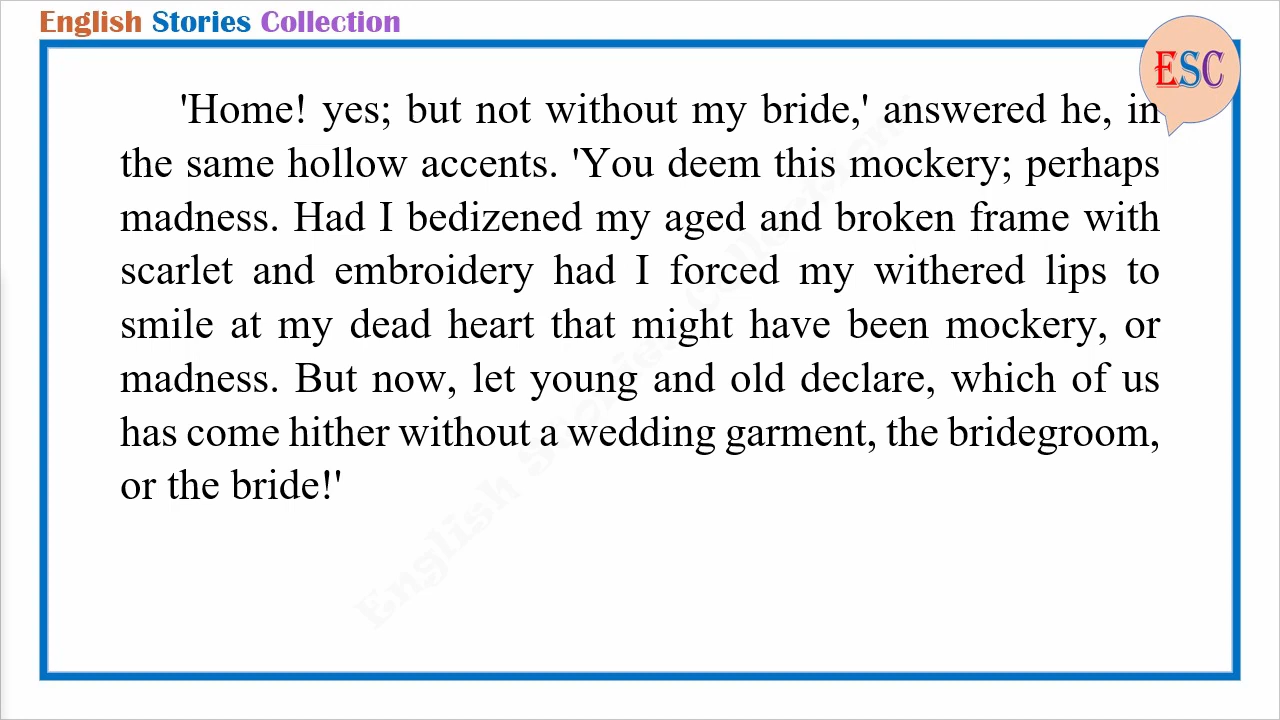 English Stories Collection
ESC
'Home! yes; but not without my bride,' answered he, in
the same hollow accents. 'You deem this mockery; perhaps
madness. Had I bedizened my aged and broken frame with
scarlet and embroidery had I forced my withered lips to
smile at my dead heart that might have been mockery, or
madness. But now, let young and old declare, which of us
has come hither without a wedding garment, the bridegroom,
or the bride!'
English Stories Collection